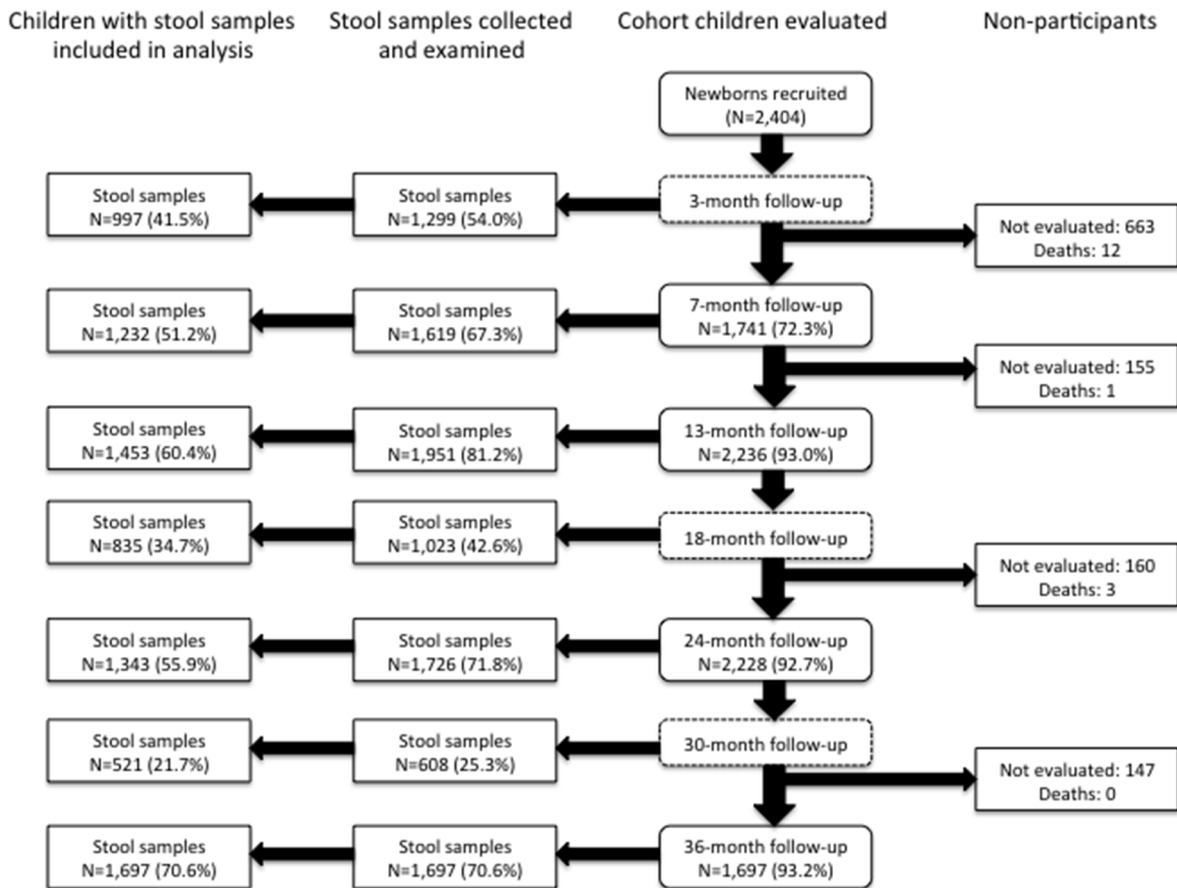 Children with stool samples
included in analysis
Stool samples collected
and examined
Cohort children evaluated
Non-participants
Newborns recruited
(N=2,404)
Stool samples
N=997 (41.5%)
Stool samples
N=1,299 (54.0%)
3-month follow-up
Not evaluated: 663
Deaths: 12
Stool samples
N=1,232 (51.2%)
Stool samples
N=1,619 (67.3%)
7-month follow-up
N=1,741 (72.3%)
Not evaluated: 155
Deaths: 1
Stool samples
N=1,453 (60.4%)
Stool samples
N=1,951 (81.2%)
13-month follow-up
N=2,236 (93.0%)
Stool samples
N=835 (34.7%)
Stool samples
N=1,023 (42.6%)
18-month follow-up
Not evaluated: 160
Deaths: 3
Stool samples
N=1,343 (55.9%)
Stool samples
N=1,726 (71.8%)
24-month follow-up
N=2,228 (92.7%)
Stool samples
N=521 (21.7%)
Stool samples
N=608 (25.3%)
30-month follow-up
Not evaluated: 147
Deaths: 0
Stool samples
N=1,697 (70.6%)
Stool samples
N=1,697 (70.6%)
36-month follow-up
N=1,697 (93.2%)